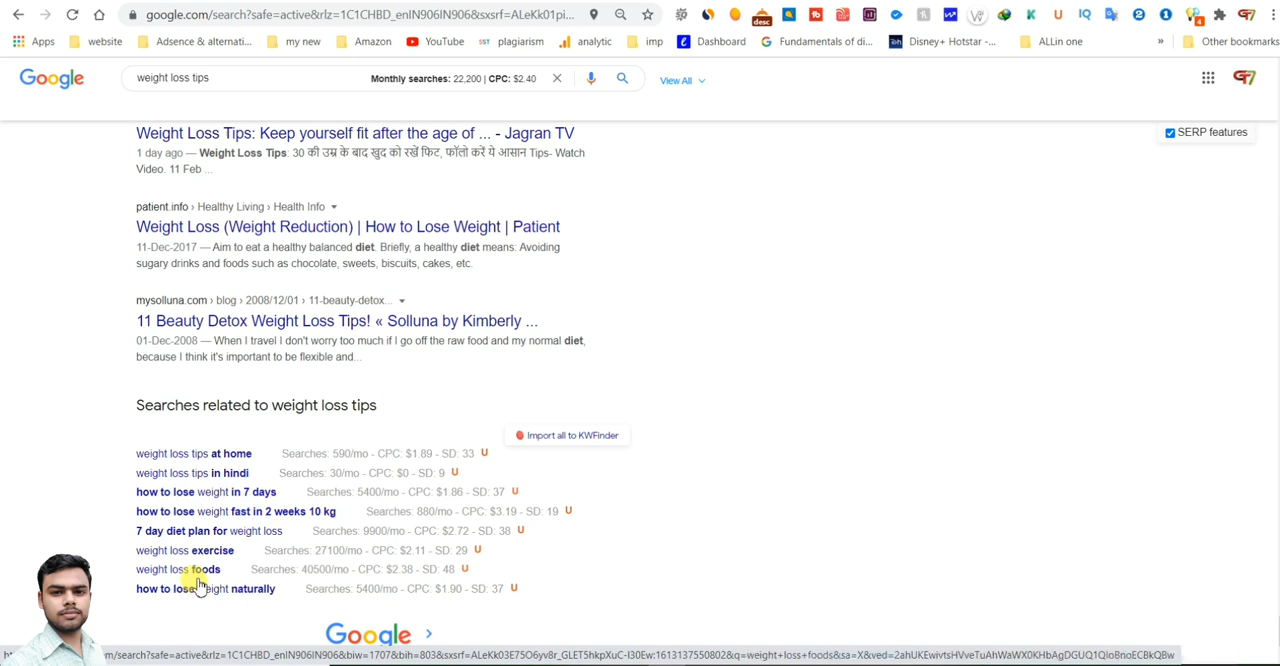 google.com/search?safe=active&rlz=1C1CHBD_enIN906IN906&sxsrf=ALeKk01pi...
desc
4
Apps website Adsence & alternati... my new Amazon YouTube SST plagiarism analytic imp Dashboard Fundamentals of di... Disney+ Hotstar -... ALLin one » Other bookmarks
Google weight loss tips Monthly searches: 22,200 | CPC: $2.40 View All
SERP features
Weight Loss Tips: Keep yourself fit after the age of ... - Jagran TV
1 day ago — Weight Loss Tips: 30 की उम्र के बाद खुद को रखें फिट, फॉलो करें ये आसान Tips- Watch
Video. 11 Feb ...
patient.info › Healthy Living › Health Info
Weight Loss (Weight Reduction) | How to Lose Weight | Patient
11-Dec-2017 — Aim to eat a healthy balanced diet. Briefly, a healthy diet means: Avoiding
sugary drinks and foods such as chocolate, sweets, biscuits, cakes, etc.
mysolluna.com › blog › 2008/12/01 › 11-beauty-detox...
11 Beauty Detox Weight Loss Tips! « Solluna by Kimberly ...
01-Dec-2008 — When I travel I don't worry too much if I go off the raw food and my normal diet,
because I think it's important to be flexible and...
Searches related to weight loss tips
Import all to KWFinder
weight loss tips at home Searches: 590/mo - CPC: $1.89 - SD: 33 U
weight loss tips in hindi Searches: 30/mo - CPC: $0 - SD: 9 U
how to lose weight in 7 days Searches: 5400/mo - CPC: $1.86 - SD: 37 U
how to lose weight fast in 2 weeks 10 kg Searches: 880/mo - CPC: $3.19 - SD: 19 U
7 day diet plan for weight loss Searches: 9900/mo - CPC: $2.72 - SD: 38 U
weight loss exercise Searches: 27100/mo - CPC: $2.11 - SD: 29 U
weight loss foods Searches: 40500/mo - CPC: $2.38 - SD: 48 U
how to lose weight naturally Searches: 5400/mo - CPC: $1.90 - SD: 37 U
Google